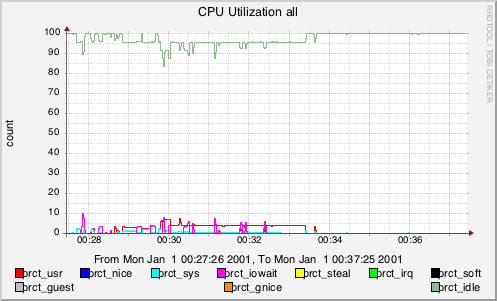 CPU Utilization all
RRDTOOL / TOBI OETIKER
count
100
90
80
70
60
50
40
30
20
10
0
00:28 00:30 00:32 00:34 00:36
From Mon Jan 1 00:27:26 2001, To Mon Jan 1 00:37:25 2001
prct_usr prct_nice prct_sys prct_iowait prct_steal prct_irq prct_soft
prct_guest prct_gnice prct_idle